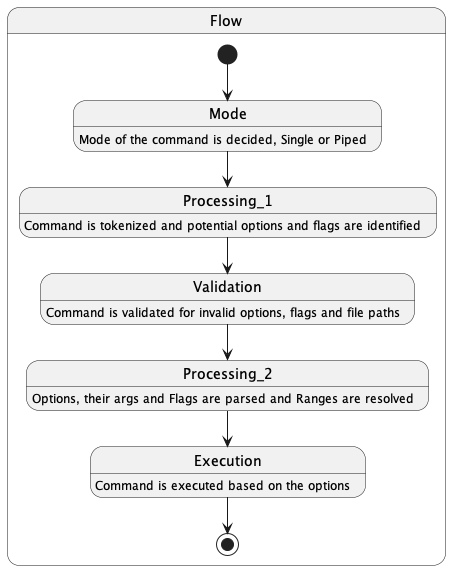 Flow
Mode
Mode of the command is decided, Single or Piped
Processing_1
Command is tokenized and potential options and flags are identified
Validation
Command is validated for invalid options, flags and file paths
Processing_2
Options, their args and Flags are parsed and Ranges are resolved
Execution
Command is executed based on the options